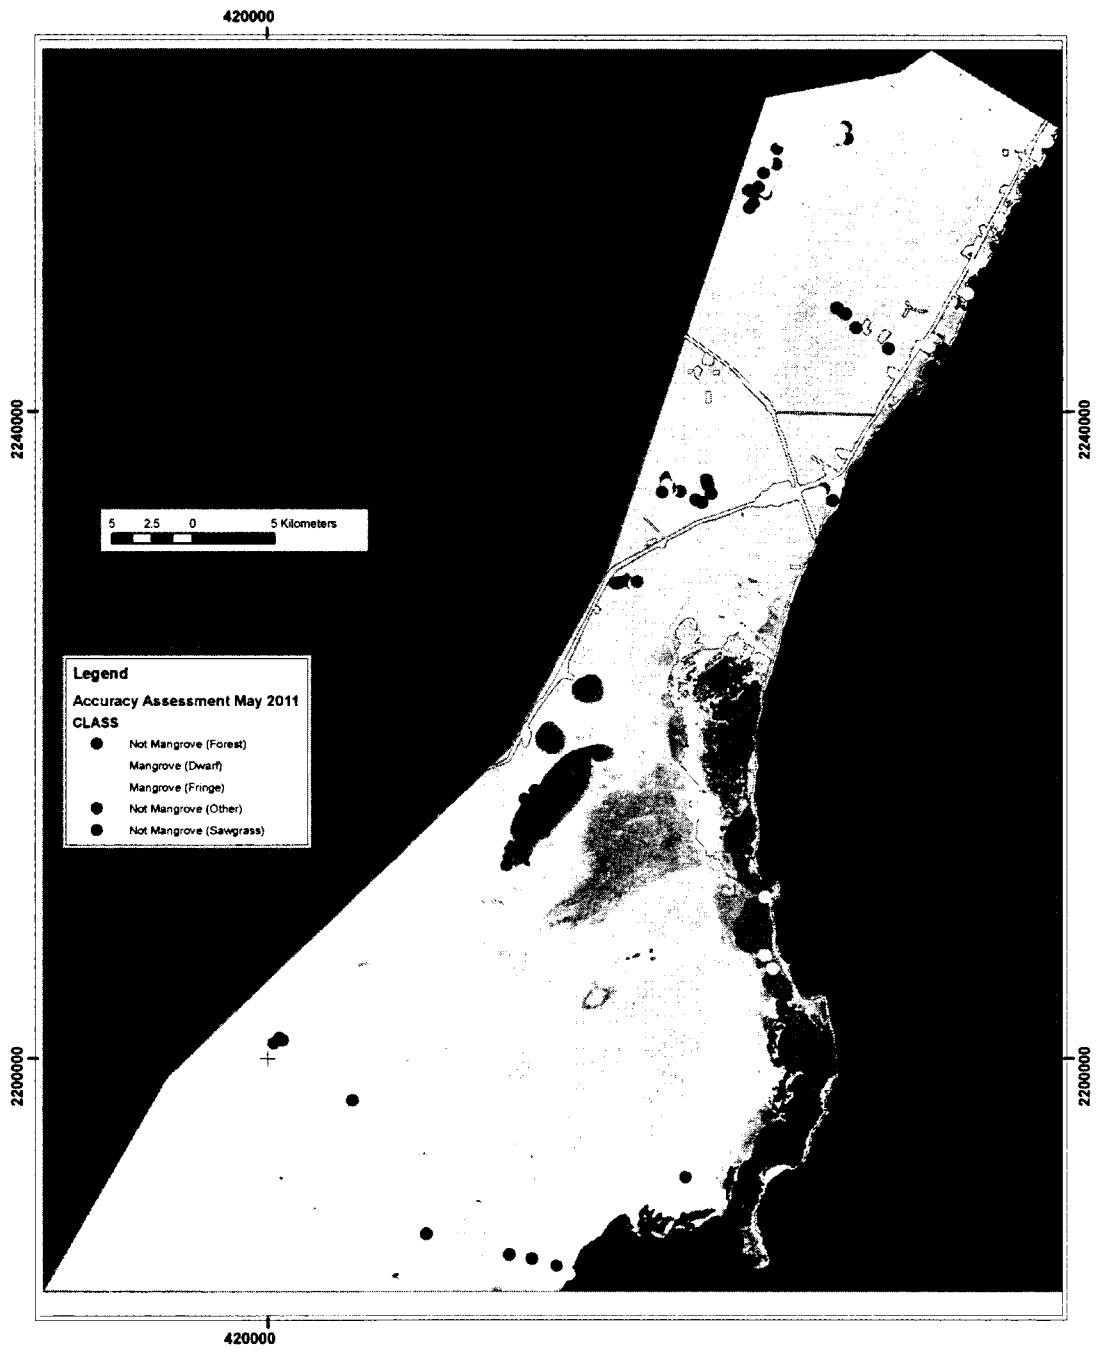 420000
2240000
2240000
5 2.5 0 5 Kilometers
Legend
Accuracy Assessment May 2011
CLASS
Not Mangrove (Forest)
Mangrove (Dwarf)
Mangrove (Fringe)
Not Mangrove (Other)
Not Mangrove (Sawgrass)
2200000
2200000
420000